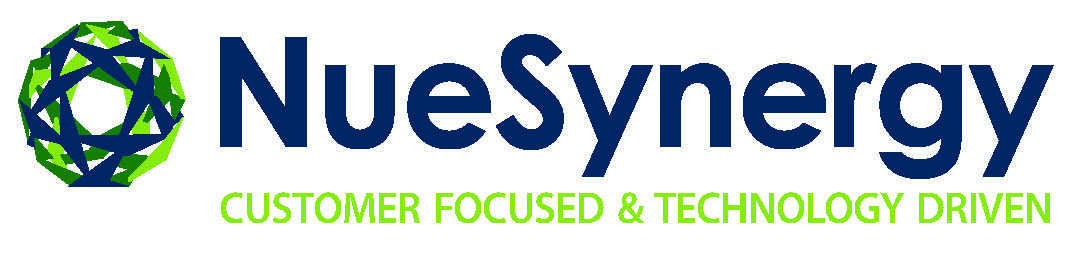 NueSynergy
CUSTOMER FOCUSED & TECHNOLOGY DRIVEN